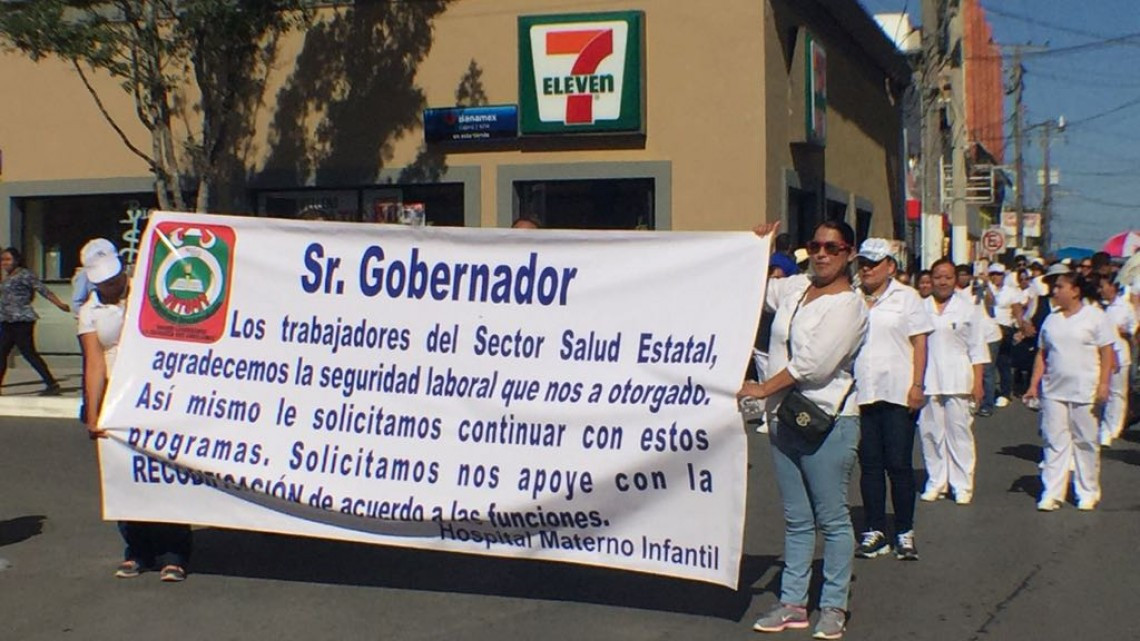 7
ELEVEN
Banamex
Sr. Gobernador
Los trabajadores del Sector Salud Estatal,
agradecemos la seguridad laboral que nos a otorgado.
Así mismo le solicitamos continuar con estos
programas. Solicitamos nos apoye con la
RECODIFICACIÓN de acuerdo a las funciones.
Hospital Materno Infantil
E